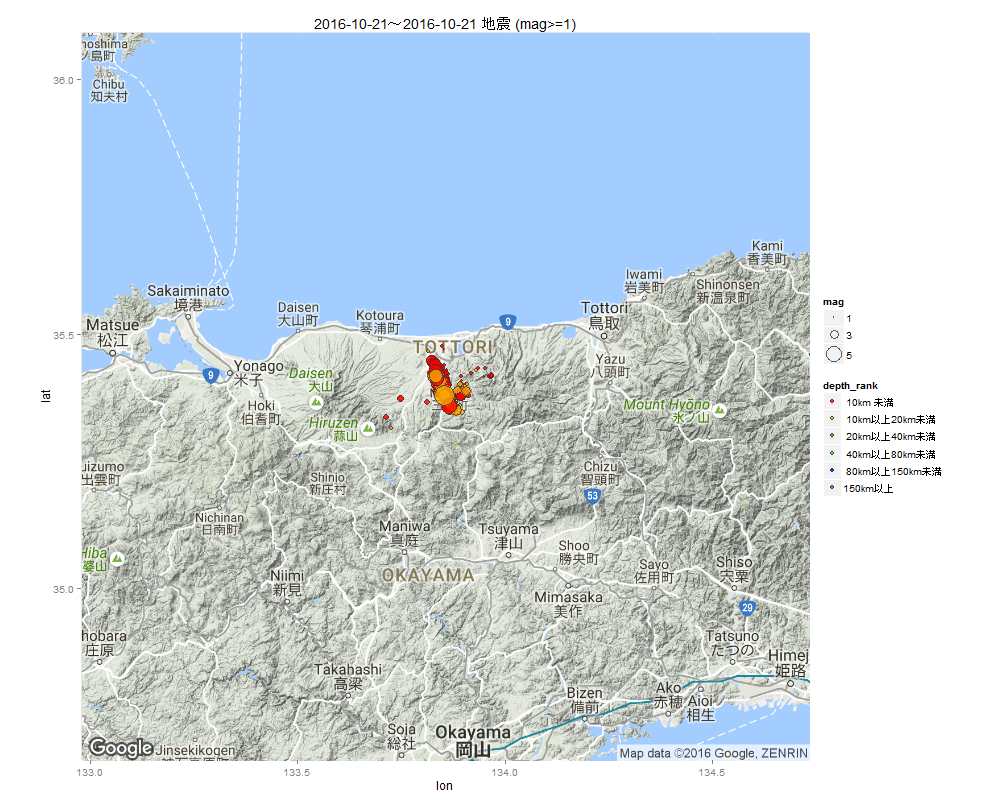 2016-10-21～2016-10-21 地震 (mag>=1)
lat
36.0
35.5
35.0
133.0
133.5
134.0
134.5
lon
Chibu
知夫村
Kami
香美町
Iwami
岩美町
Shinonsen
新温泉町
Sakaiminato
境港
Daisen
大山町
Kotoura
琴浦町
9
Tottori
鳥取
Matsue
松江
TOTTORI
Yazu
八頭町
9
Yonago
米子
Daisen
大山
Hoki
伯耆町
Hiruzen
蒜山
Mount Hyōno
氷ノ山
出雲町
Shinjo
新庄村
Chizu
智頭町
53
Nichinan
日南町
Maniwa
真庭
Tsuyama
津山
Shoo
勝央町
Sayo
佐用町
Shiso
宍粟
Hiba
婆山
Niimi
新見
OKAYAMA
Mimasaka
美作
29
Tatsuno
たつの
hobara
庄原
Himej
姫路
Takahashi
高梁
Bizen
備前
Ako
赤穂
Aioi
相生
Soja
総社
Okayama
岡山
Jinsekikogen
Google
Map data ©2016 Google, ZENRIN
mag
1
3
5
depth_rank
10km 未満
10km以上20km未満
20km以上40km未満
40km以上80km未満
80km以上150km未満
150km以上